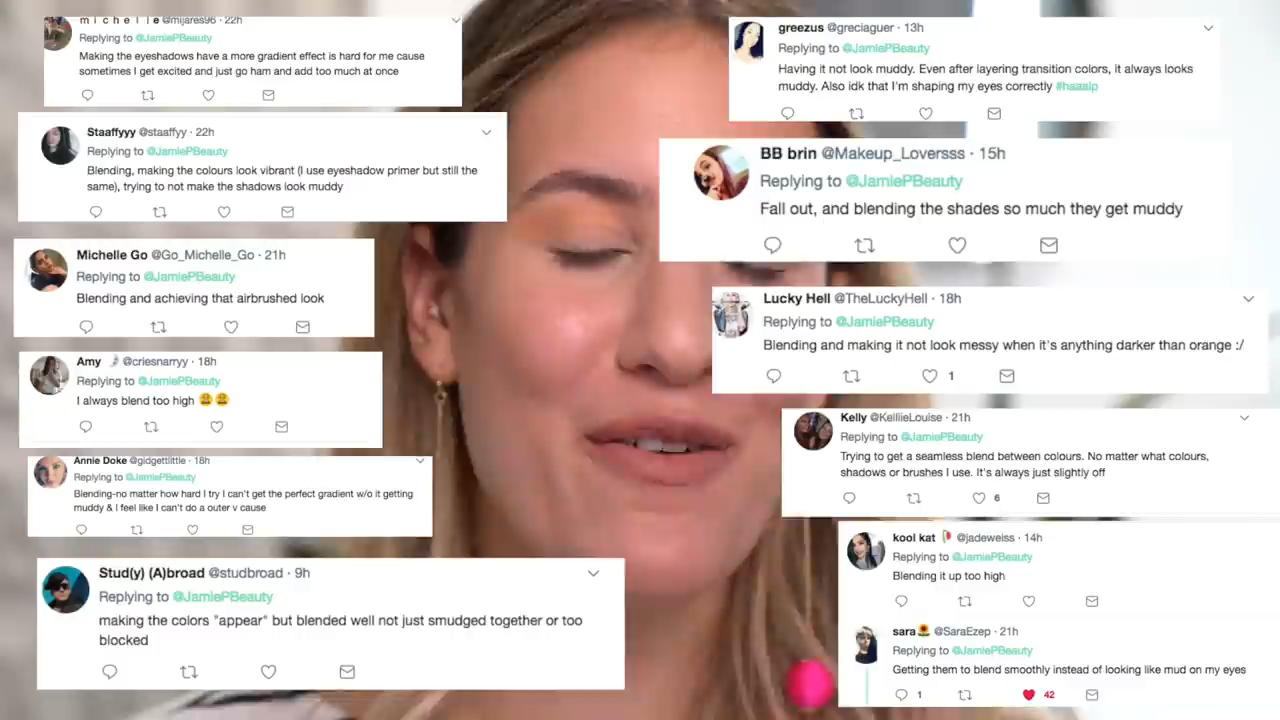 m i c h e l l e @mijares96 · 22h
Replying to @JamiePBeauty
Making the eyeshadows have a more gradient effect is hard for me cause
sometimes I get excited and just go ham and add too much at once
Staaffyyy @staaffyy · 22h
Replying to @JamiePBeauty
Blending, making the colours look vibrant (I use eyeshadow primer but still the
same), trying to not make the shadows look muddy
Michelle Go @Go_Michelle_Go · 21h
Replying to @JamiePBeauty
Blending and achieving that airbrushed look
Amy @criesnarryy · 18h
Replying to @JamiePBeauty
I always blend too high 😩😩
Annie Doke @gidgettlittle · 18h
Replying to @JamiePBeauty
Blending-no matter how hard I try I can't get the perfect gradient w/o it getting
muddy & I feel like I can't do a outer v cause
Stud(y) (A)broad @studbroad · 9h
Replying to @JamiePBeauty
making the colors "appear" but blended well not just smudged together or too
blocked
greezus @greciaguer · 13h
Replying to @JamiePBeauty
Having it not look muddy. Even after layering transition colors, it always looks
muddy. Also idk that I'm shaping my eyes correctly #haaalp
BB brin @Makeup_Loversss · 15h
Replying to @JamiePBeauty
Fall out, and blending the shades so much they get muddy
Lucky Hell @TheLuckyHell · 18h
Replying to @JamiePBeauty
Blending and making it not look messy when it's anything darker than orange :/
1
Kelly @KelliieLouise · 21h
Replying to @JamiePBeauty
Trying to get a seamless blend between colours. No matter what colours,
shadows or brushes I use. It's always just slightly off
6
kool kat @jadeweiss · 14h
Replying to @JamiePBeauty
Blending it up too high
sara🌻 @SaraEzep · 21h
Replying to @JamiePBeauty
Getting them to blend smoothly instead of looking like mud on my eyes
1 42